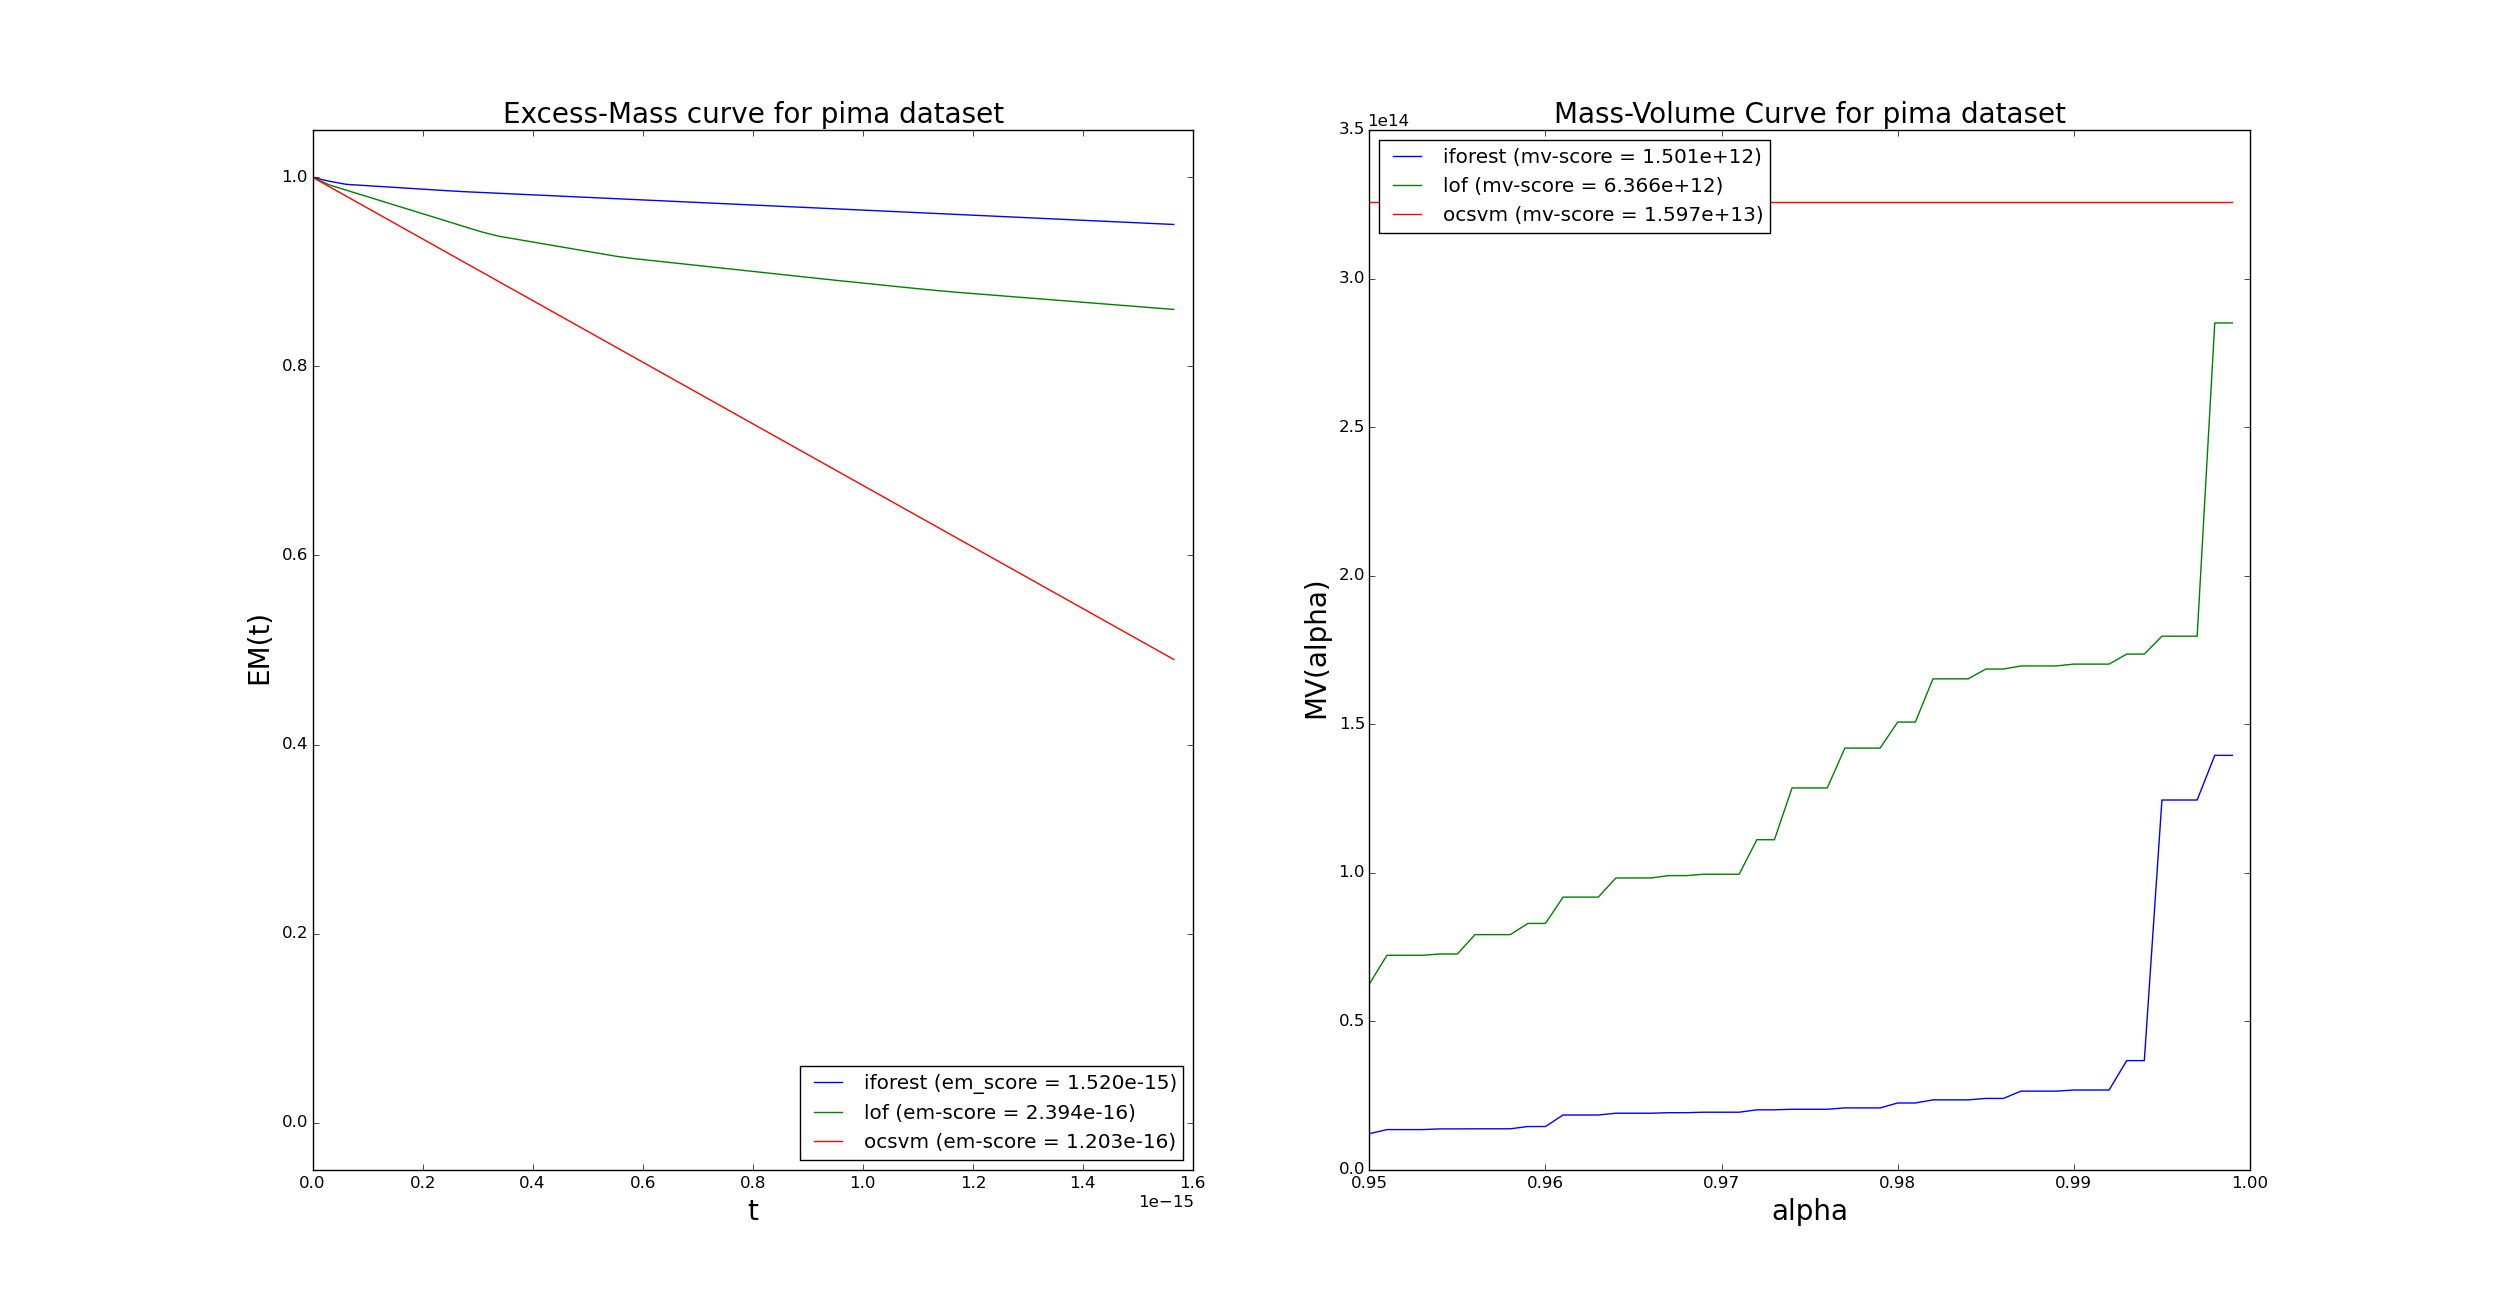 Excess-Mass curve for pima dataset
EM(t)
1.0
0.8
0.6
0.4
0.2
0.0
iforest (em_score = 1.520e-15)
lof (em-score = 2.394e-16)
ocsvm (em-score = 1.203e-16)
0.0 0.2 0.4 0.6 0.8 1.0 1.2 1.4 1.6
1e−15
t
Mass-Volume Curve for pima dataset
1e14
MV(alpha)
3.5
3.0
2.5
2.0
1.5
1.0
0.5
0.0
iforest (mv-score = 1.501e+12)
lof (mv-score = 6.366e+12)
ocsvm (mv-score = 1.597e+13)
0.95 0.96 0.97 0.98 0.99 1.00
alpha